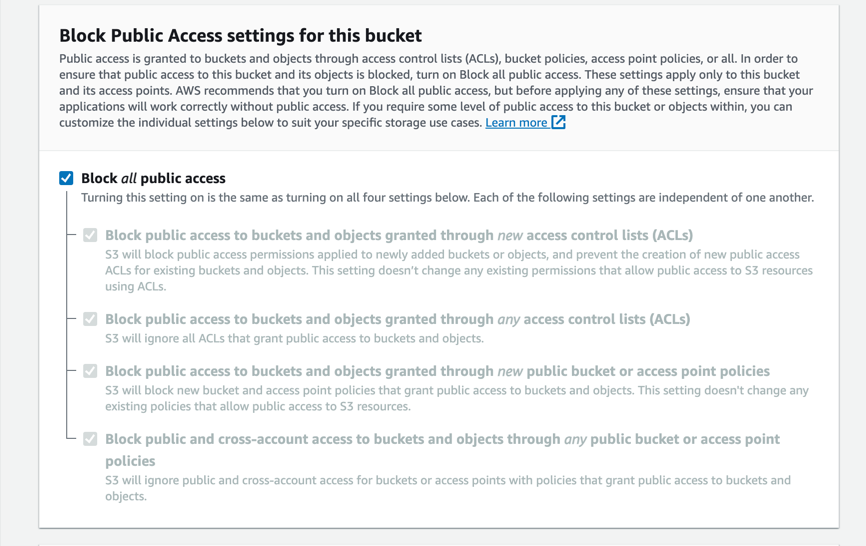 Block Public Access settings for this bucket
Public access is granted to buckets and objects through access control lists (ACLs), bucket policies, access point policies, or all. In order to
ensure that public access to this bucket and its objects is blocked, turn on Block all public access. These settings apply only to this bucket
and its access points. AWS recommends that you turn on Block all public access, but before applying any of these settings, ensure that your
applications will work correctly without public access. If you require some level of public access to this bucket or objects within, you can
customize the individual settings below to suit your specific storage use cases. Learn more
Block all public access
Turning this setting on is the same as turning on all four settings below. Each of the following settings are independent of one another.
Block public access to buckets and objects granted through new access control lists (ACLs)
S3 will block public access permissions applied to newly added buckets or objects, and prevent the creation of new public access
ACLs for existing buckets and objects. This setting doesn't change any existing permissions that allow public access to S3 resources
using ACLs.
Block public access to buckets and objects granted through any access control lists (ACLs)
S3 will ignore all ACLs that grant public access to buckets and objects.
Block public access to buckets and objects granted through new public bucket or access point policies
S3 will block new bucket and access point policies that grant public access to buckets and objects. This setting doesn't change any
existing policies that allow public access to S3 resources.
Block public and cross-account access to buckets and objects through any public bucket or access point
policies
S3 will ignore public and cross-account access for buckets or access points with policies that grant public access to buckets and
objects.